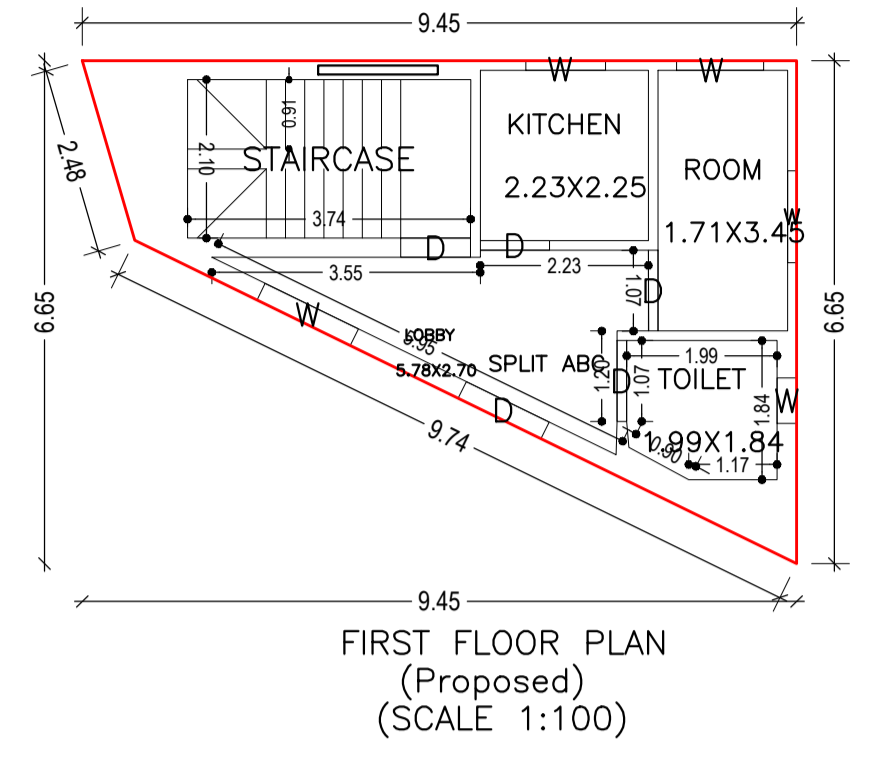 9.45
W
W
KITCHEN
2.23X2.25
ROOM
1.71X3.45
W
0.91
2.10
STAIRCASE
3.74
2.48
D
D
3.55
2.23
1.07
D
6.65
6.65
W
LOBBY
5.95
5.78X2.70
SPLIT ABC
1.20
D
1.07
1.99
TOILET
1.84
W
1.99X1.84
0.90
1.17
D
9.74
9.45
FIRST FLOOR PLAN
(Proposed)
(SCALE 1:100)